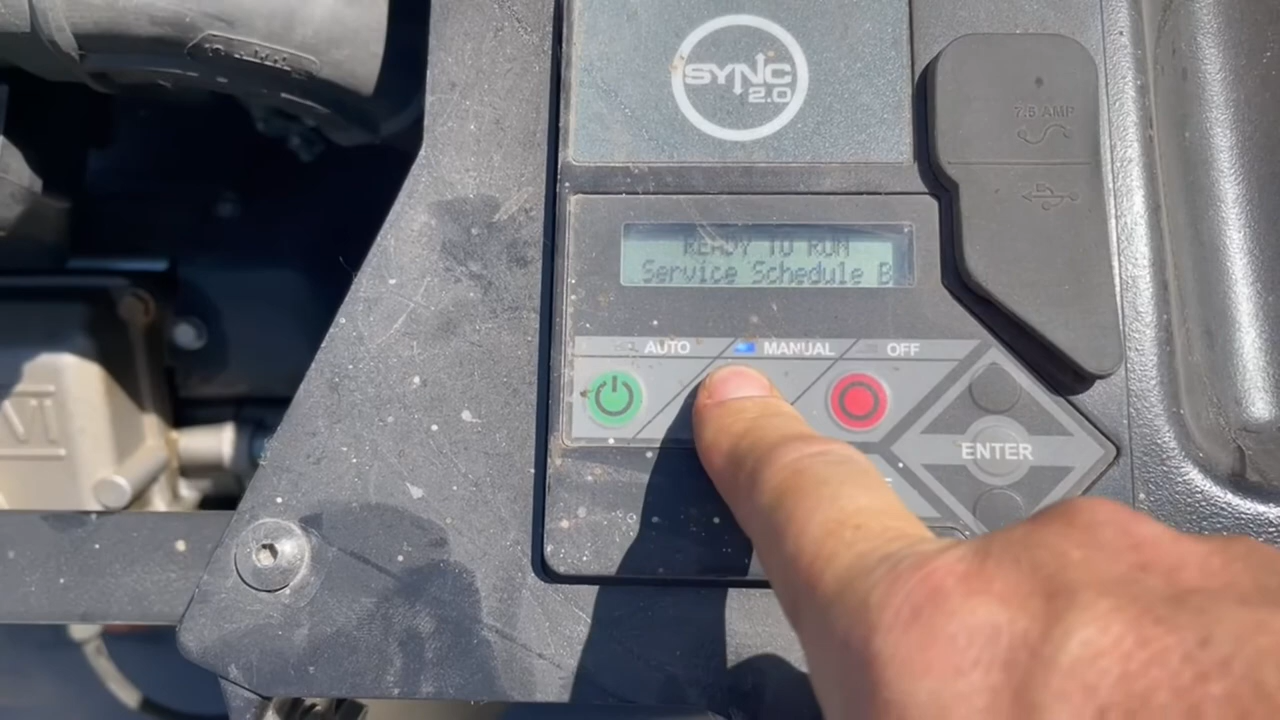 SYNC
2.0
7.5 AMP
READY TO RUN
Service Schedule B
AUTO
MANUAL
OFF
ENTER